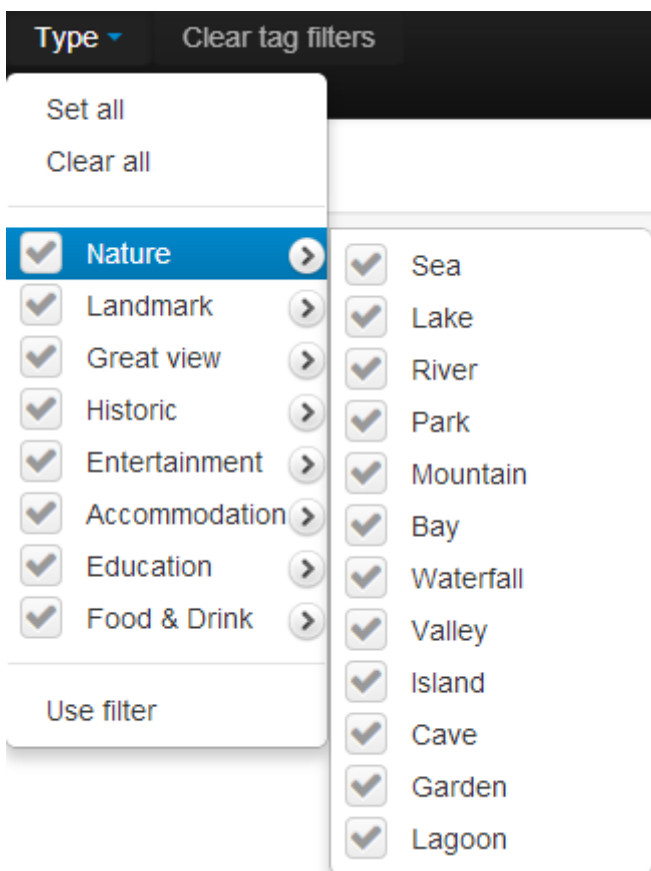 Type Clear tag filters
Set all
Clear all
Nature
Landmark
Great view
Historic
Entertainment
Accommodation
Education
Food & Drink
Use filter
Sea
Lake
River
Park
Mountain
Bay
Waterfall
Valley
Island
Cave
Garden
Lagoon